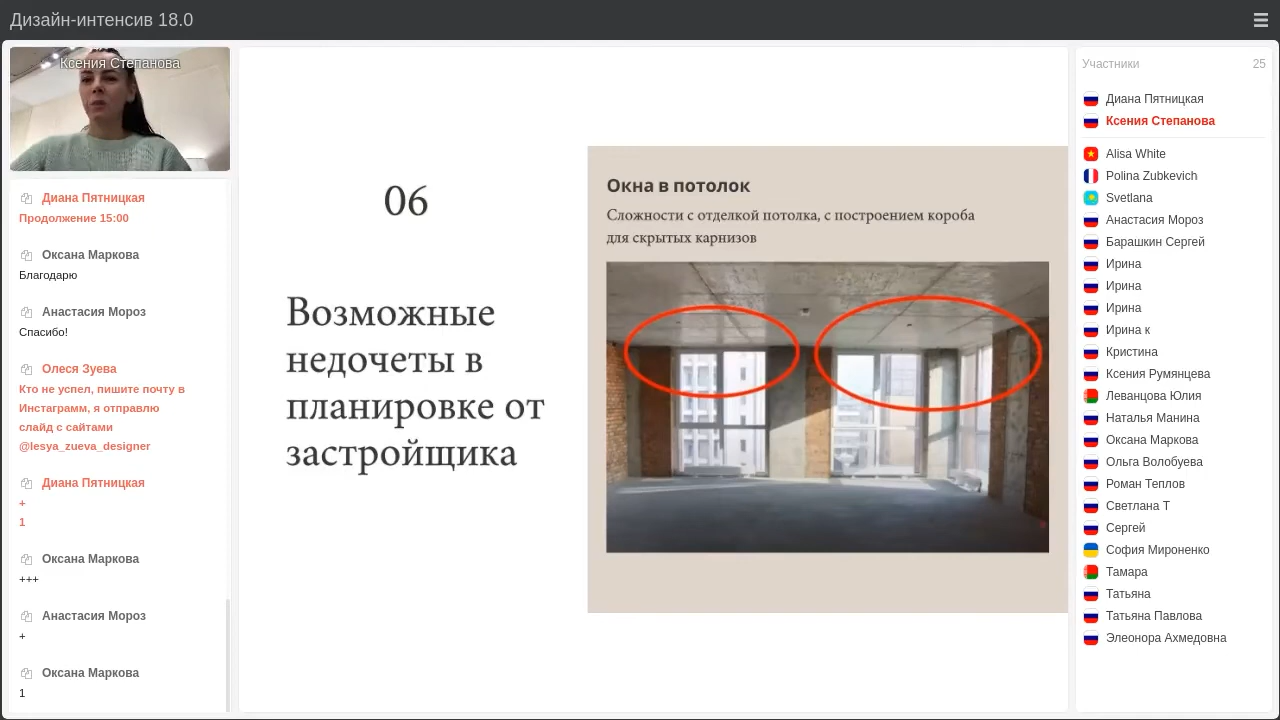 Дизайн-интенсив 18.0
Ксения Степанова
Диана Пятницкая
Продолжение 15:00
Оксана Маркова
Благодарю
Анастасия Мороз
Спасибо!
Олеся Зуева
Кто не успел, пишите почту в
Инстаграмм, я отправлю
слайд с сайтами
@lesya_zueva_designer
Диана Пятницкая
+
1
Оксана Маркова
+++
Анастасия Мороз
+
Оксана Маркова
1
06
Возможные
недочеты в
планировке от
застройщика
Окна в потолок
Сложности с отделкой потолка, с построением короба
для скрытых карнизов
Участники 25
Диана Пятницкая
Ксения Степанова
Alisa White
Polina Zubkevich
Svetlana
Анастасия Мороз
Барашкин Сергей
Ирина
Ирина
Ирина
Ирина к
Кристина
Ксения Румянцева
Леванцова Юлия
Наталья Манина
Оксана Маркова
Ольга Волобуева
Роман Теплов
Светлана Т
Сергей
София Мироненко
Тамара
Татьяна
Татьяна Павлова
Элеонора Ахмедовна